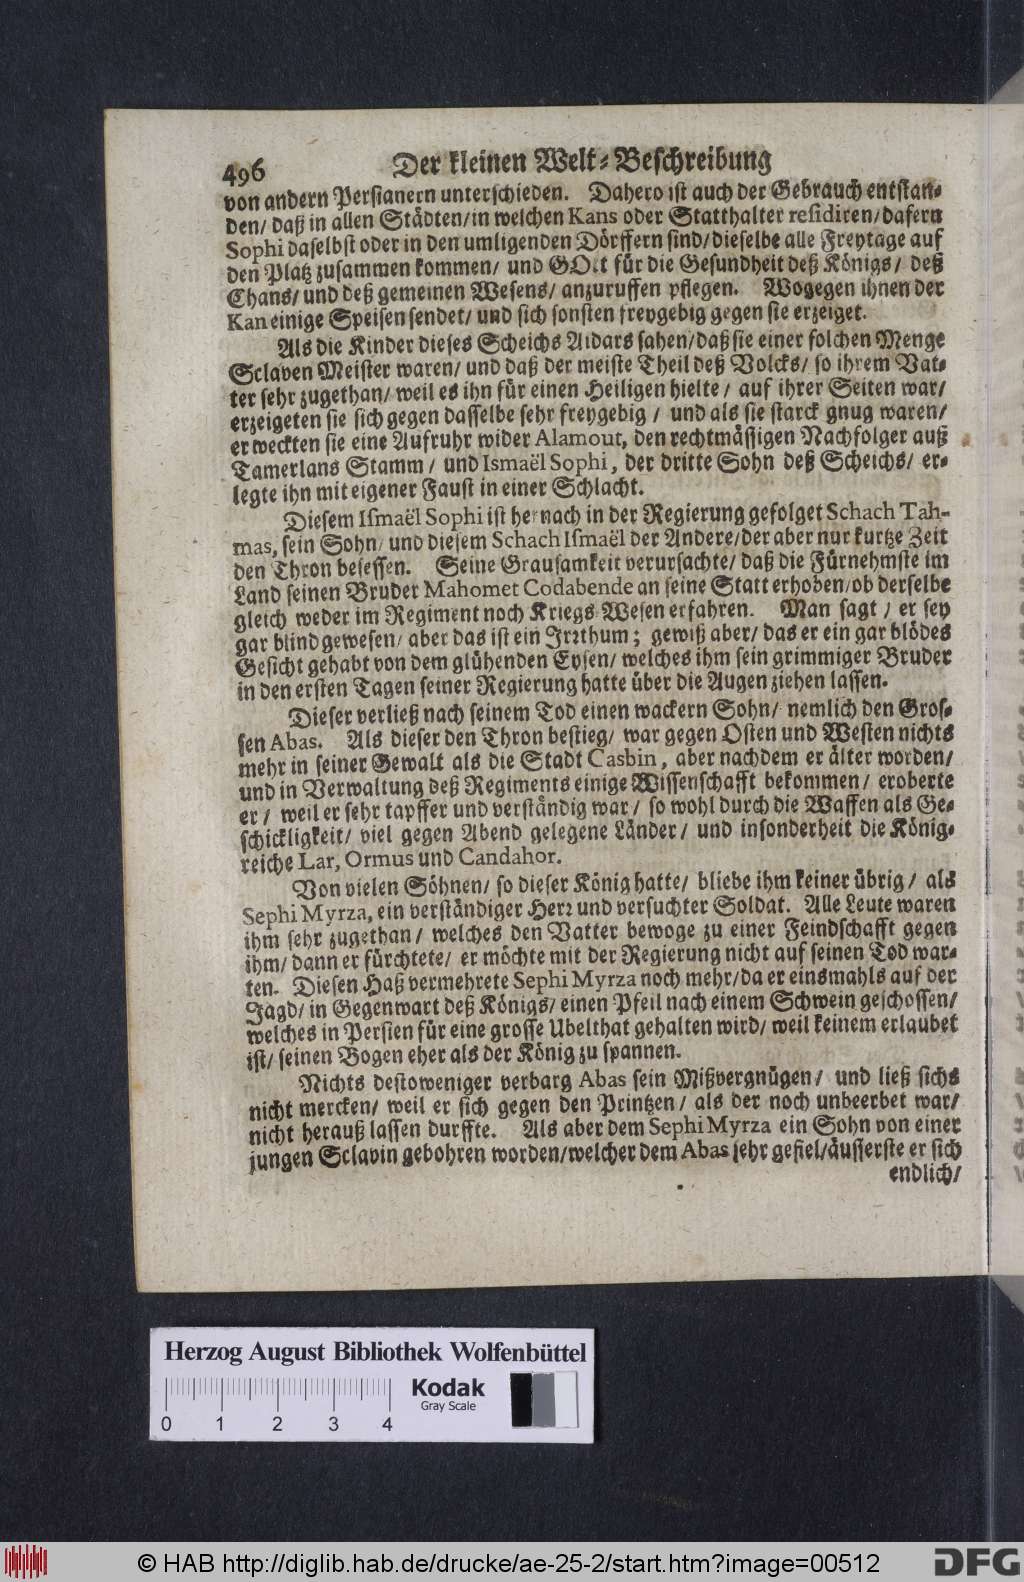 496 Der kleinen Welt-Beschreibung
von andern Persianern unterschieden. Dahero ist auch der Gebrauch entstan-
den/ daß in allen Städten/ in welchen Kans oder Statthalter residiren/ dafern
Sophi daselbst oder in den umligenden Dörffern sind/ dieselbe alle Freytage auf
den Platz zusammen kommen/ und GOtt für die Gesundheit deß Königs/ deß
Chans/ und deß gemeinen Wesens/ anzuruffen pflegen. Wogegen ihnen der
Kan einige Speisen sendet/ und sich sonsten freygebig gegen sie erzeiget.
Als die Kinder dieses Scheichs Aidars sahen/ daß sie einer solchen Menge
Sclaven Meister waren/ und daß der meiste Theil deß Volcks/ so ihrem Vat-
ter sehr zugethan/ weil es ihn für einen Heiligen hielte/ auf ihrer Seiten war/
erzeigeten sie sich gegen dasselbe sehr freygebig/ und als sie starck gnug waren/
erweckten sie eine Aufruhr wider Alamout, den rechtmässigen Nachfolger auß
Tamerlans Stamm/ und Ismaël Sophi, der dritte Sohn deß Scheichs/ er-
legte ihn mit eigener Faust in einer Schlacht.
Diesem Ismaël Sophi ist hernach in der Regierung gefolget Schach Tah-
mas, sein Sohn/ und diesem Schach Ismaël der Andere/ der aber nur kurtze Zeit
den Thron besessen. Seine Grausamkeit verursachte/ daß die Fürnehmste im
Land seinen Bruder Mahomet Codabende an seine Statt erhoben/ ob derselbe
gleich weder im Regiment noch Kriegs-Wesen erfahren. Man sagt/ er sey
gar blind gewesen/ aber das ist ein Irrthum; gewiß aber/ das er ein gar blödes
Gesicht gehabt von dem glühenden Eysen/ welches ihm sein grimmiger Bruder
in den ersten Tagen seiner Regierung hatte über die Augen ziehen lassen.
Dieser verließ nach seinem Tod einen wackern Sohn/ nemlich den Gros-
sen Abas. Als dieser den Thron bestieg/ war gegen Osten und Westen nichts
mehr in seiner Gewalt als die Stadt Casbin, aber nachdem er älter worden/
und in Verwaltung deß Regiments einige Wissenschafft bekommen/ eroberte
er/ weil er sehr tapffer und verständig war/ so wohl durch die Waffen als Ge-
schickligkeit/ viel gegen Abend gelegene Länder/ und insonderheit die König-
reiche Lar, Ormus und Candahor.
Von vielen Söhnen/ so dieser König hatte/ bliebe ihm keiner übrig/ als
Sephi Myrza, ein verständiger Herr und versuchter Soldat. Alle Leute waren
ihm sehr zugethan/ welches den Vatter bewoge zu einer Feindschafft gegen
ihm/ dann er fürchtete/ er möchte mit der Regierung nicht auf seinen Tod war-
ten. Diesen Haß vermehrete Sephi Myrza noch mehr/ da er einsmahls auf der
Jagd/ in Gegenwart deß Königs/ einen Pfeil nach einem Schwein geschossen/
welches in Persien für eine grosse Ubelthat gehalten wird/ weil keinem erlaubet
ist/ seinen Bogen eher als der König zu spannen.
Nichts destoweniger verbarg Abas sein Mißvergnügen/ und ließ sichs
nicht mercken/ weil er sich gegen den Printzen/ als der noch unbeerbet war/
nicht herauß lassen durffte. Als aber dem Sephi Myrza ein Sohn von einer
jungen Sclavin gebohren worden/ welcher dem Abas sehr gefiel/ äusserste er sich
endlich/
Herzog August Bibliothek Wolfenbüttel
Kodak
Gray Scale
0 1 2 3 4
© HAB http://diglib.hab.de/drucke/ae-25-2/start.htm?image=00512
DFG